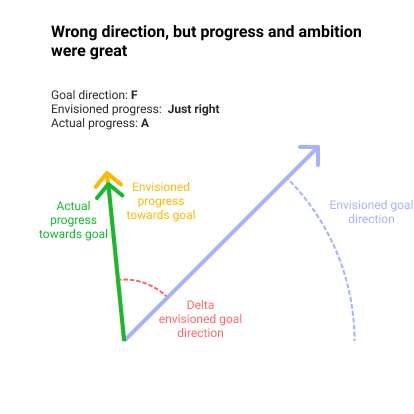 Wrong direction, but progress and ambition
were great
Goal direction: F
Envisioned progress: Just right
Actual progress: A
Envisioned
progress
towards goal
Actual
progress
towards goal
Envisioned goal
direction
Delta
envisioned goal
direction